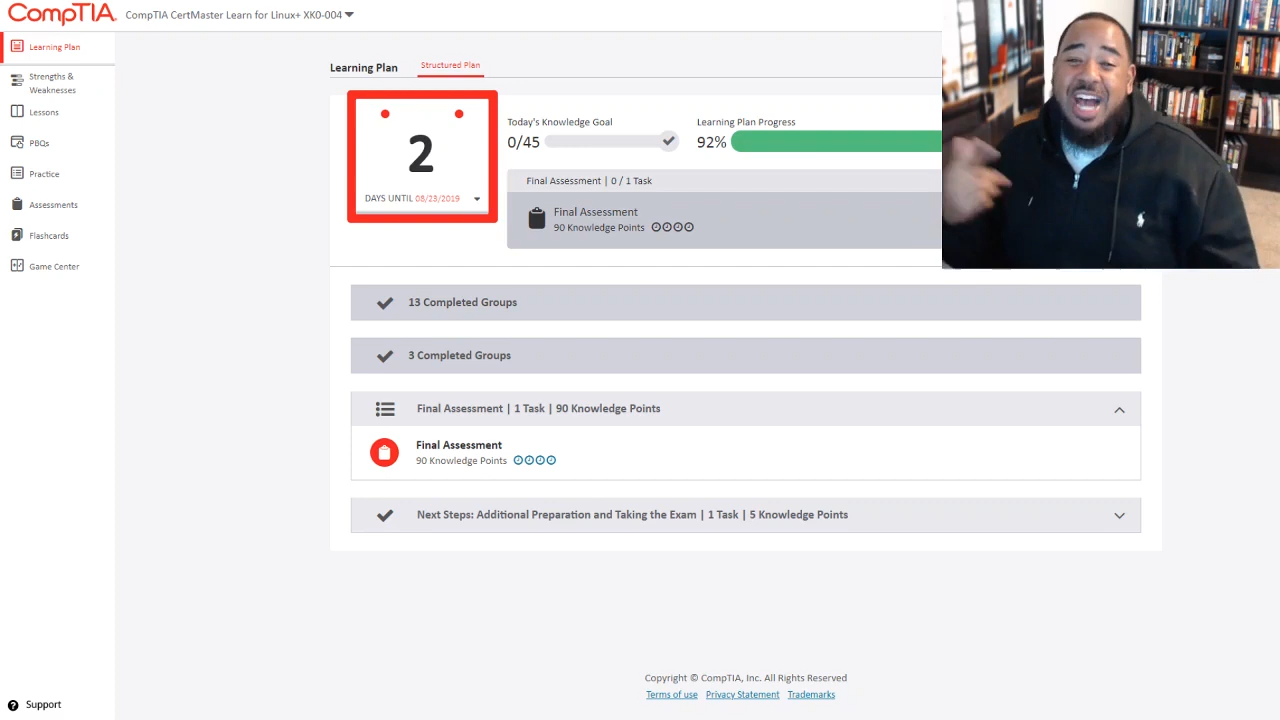 CompTIA.
CompTIA CertMaster Learn for Linux+ XK0-004
Learning Plan
Strengths &
Weaknesses
Lessons
PBQs
Practice
Assessments
Flashcards
Game Center
Support
Learning Plan
Structured Plan
2
DAYS UNTIL 08/23/2019
Today's Knowledge Goal
0/45
Learning Plan Progress
92%
Final Assessment | 0 / 1 Task
Final Assessment
90 Knowledge Points
13 Completed Groups
3 Completed Groups
Final Assessment | 1 Task | 90 Knowledge Points
Final Assessment
90 Knowledge Points
Next Steps: Additional Preparation and Taking the Exam | 1 Task | 5 Knowledge Points
Copyright © CompTIA, Inc. All Rights Reserved
Terms of use Privacy Statement Trademarks